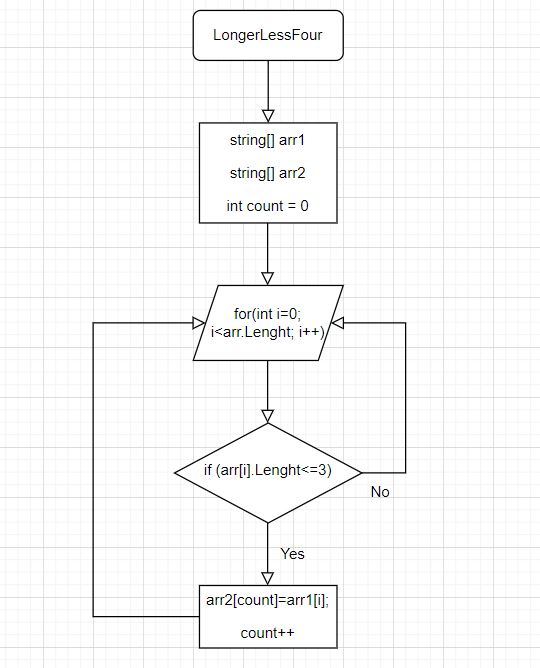 LongerLessFour
string[] arr1
string[] arr2
int count = 0
for(int i=0;
i<arr.Lenght; i++)
if (arr[i].Lenght<=3)
No
Yes
arr2[count]=arr1[i];
count++